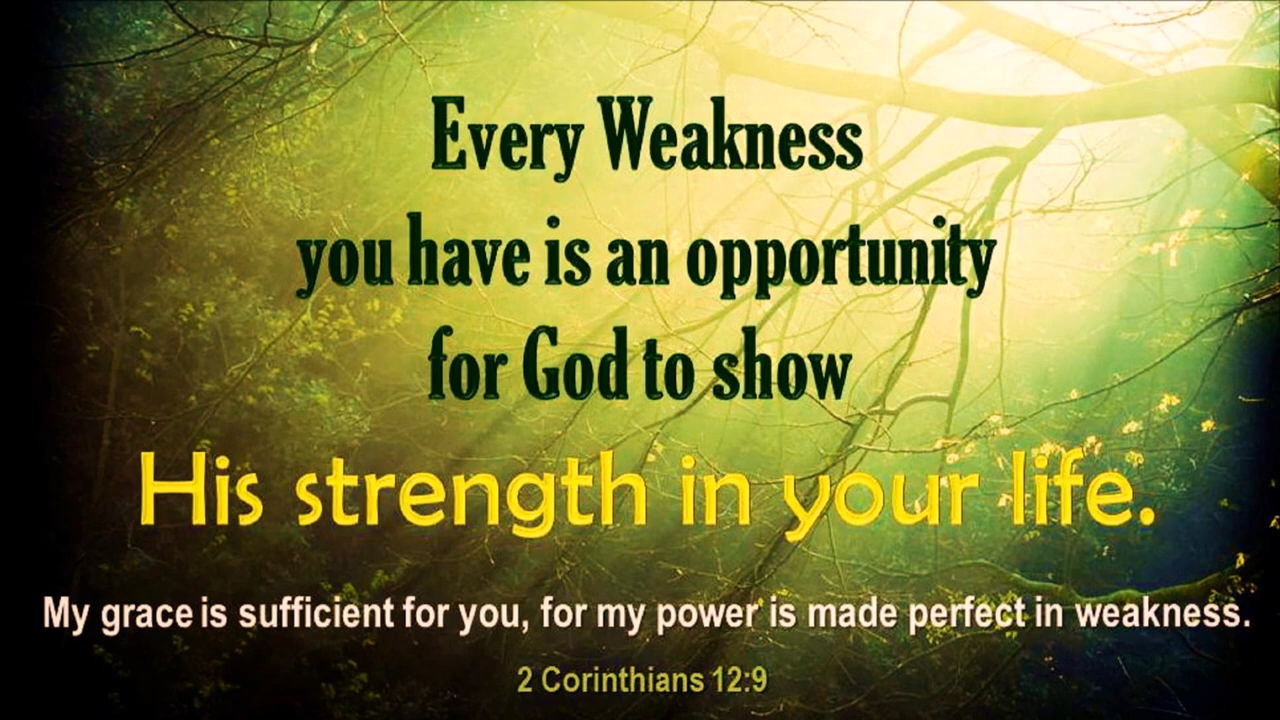 Every Weakness
you have is an opportunity
for God to show
His strength in your life.
My grace is sufficient for you, for my power is made perfect in weakness.
2 Corinthians 12:9